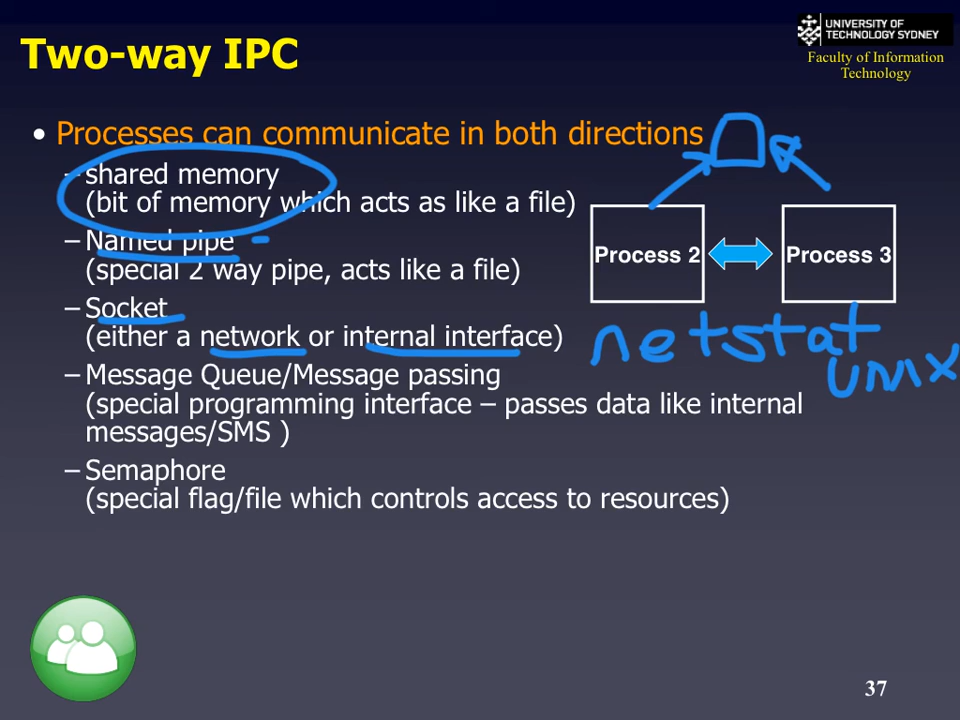 UNIVERSITY OF
TECHNOLOGY SYDNEY
Faculty of Information
Technology
Two-way IPC
• Processes can communicate in both directions
– shared memory
(bit of memory which acts as like a file)
– Named pipe
(special 2 way pipe, acts like a file)
– Socket
(either a network or internal interface)
– Message Queue/Message passing
(special programming interface – passes data like internal
messages/SMS )
– Semaphore
(special flag/file which controls access to resources)
Process 2
Process 3
netstat
unix
37